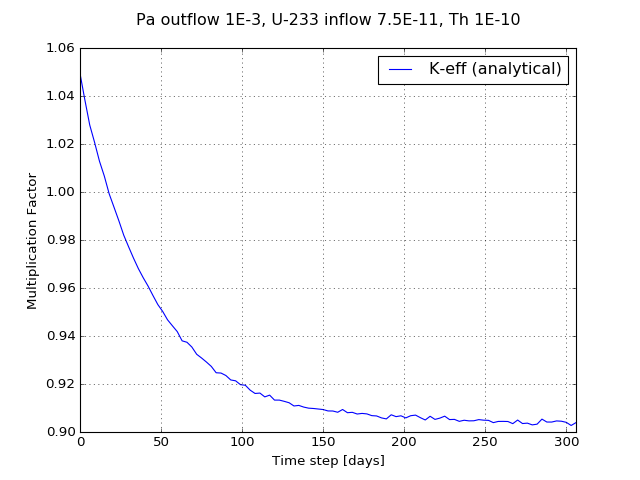 Pa outflow 1E-3, U-233 inflow 7.5E-11, Th 1E-10
K-eff (analytical)
Multiplication Factor
1.06
1.04
1.02
1.00
0.98
0.96
0.94
0.92
0.90
0 50 100 150 200 250 300
Time step [days]